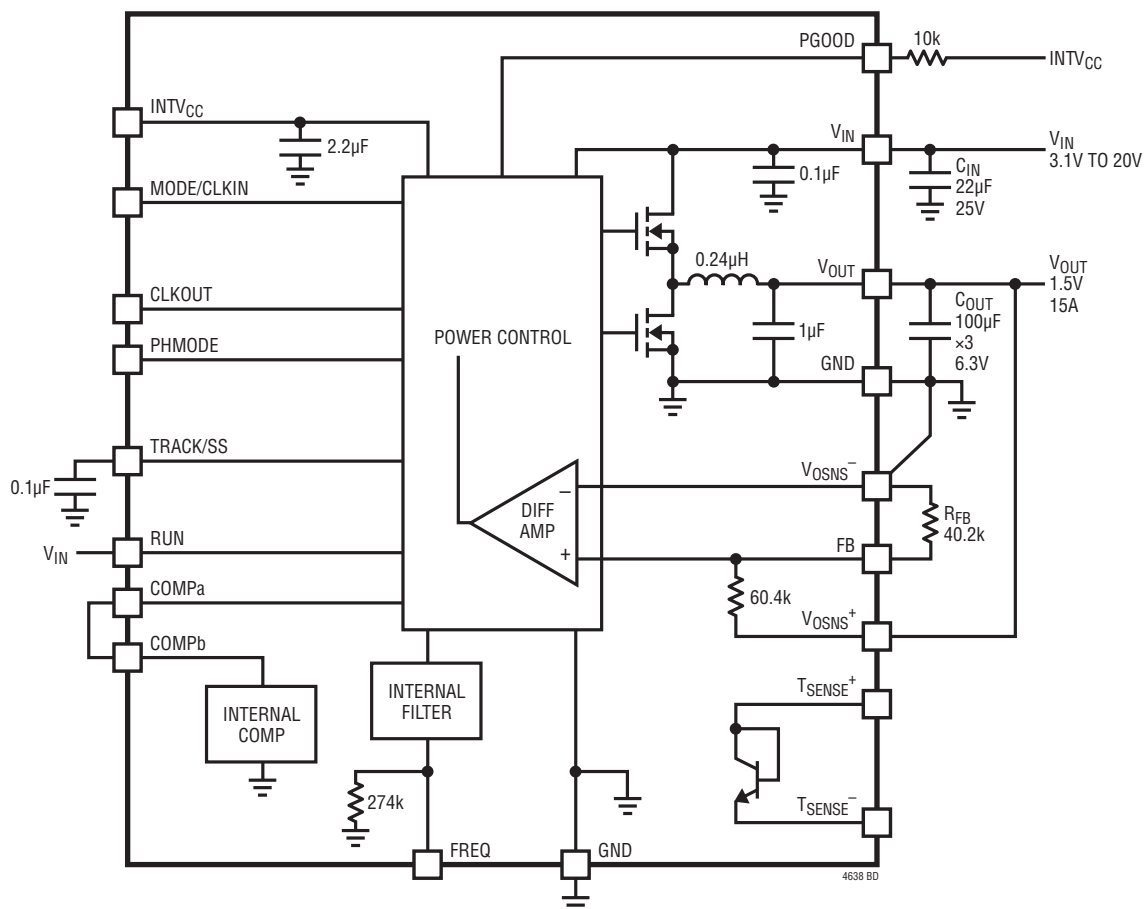 PGOOD
10k
INTVCC
INTVCC
2.2µF
VIN
0.1µF
CIN
22µF
25V
VIN
3.1V TO 20V
MODE/CLKIN
0.24µH
VOUT
VOUT
1.5V
15A
CLKOUT
POWER CONTROL
1µF
COUT
100µF
×3
6.3V
PHMODE
GND
TRACK/SS
0.1µF
VOSNS–
–
DIFF
AMP
+
RFB
40.2k
VIN
RUN
FB
COMPa
60.4k
COMPb
VOSNS+
INTERNAL
COMP
INTERNAL
FILTER
TSENSE+
274k
TSENSE–
FREQ
GND
4638 BD